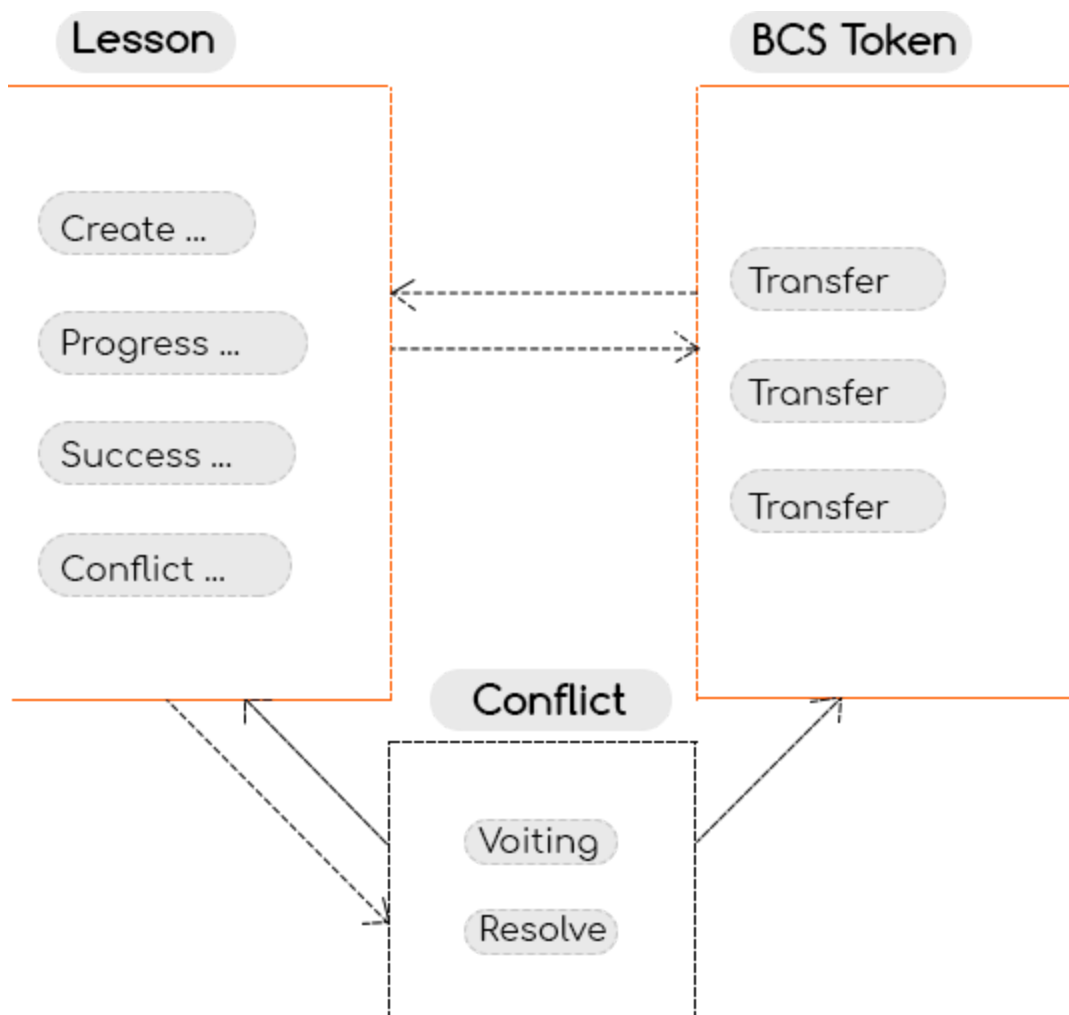 Lesson
BCS Token
Create ...
Progress ...
Success ...
Conflict ...
Transfer
Transfer
Transfer
Conflict
Voiting
Resolve